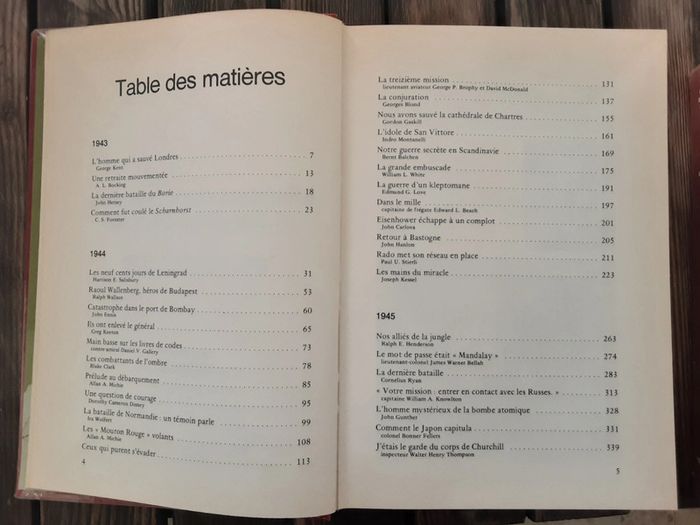 Table des matières
1943
L'homme qui a sauvé Londres 7
George Kent
Une retraite mouvementée 13
A. L. Bocking
La dernière bataille du Borie 18
John Hersey
Comment fut coulé le Scharnhorst 23
C. S. Forester
1944
Les neuf cents jours de Leningrad 31
Harrison E. Salisbury
Raoul Wallenberg, héros de Budapest 53
Ralph Wallace
Catastrophe dans le port de Bombay 60
John Ennis
Ils ont enlevé le général 65
Greg Keeton
Main basse sur les livres de codes 73
contre-amiral Daniel V. Gallery
Les combattants de l'ombre 78
Blake Clark
Prélude au débarquement 85
Allan A. Michie
Une question de courage 95
Dorothy Cameron Disney
La bataille de Normandie : un témoin parle 99
Ira Wolfert
Les « Mouton Rouge » volants 108
Allan A. Michie
Ceux qui purent s'évader 113
4
La treizième mission 131
lieutenant aviateur George P. Brophy et David McDonald
La conjuration 137
Georges Blond
Nous avons sauvé la cathédrale de Chartres 155
Gordon Gaskill
L'idole de San Vittore 161
Indro Montanelli
Notre guerre secrète en Scandinavie 169
Bernt Balchen
La grande embuscade 175
William L. White
La guerre d'un kleptomane 191
Edmund G. Love
Dans le mille 197
capitaine de frégate Edward L. Beach
Eisenhower échappe à un complot 201
John Carlova
Retour à Bastogne 205
John Hanlon
Rado met son réseau en place 211
Paul U. Stierli
Les mains du miracle 223
Joseph Kessel
1945
Nos alliés de la jungle 263
Ralph E. Henderson
Le mot de passe était « Mandalay » 274
lieutenant-colonel James Warner Bellah
La dernière bataille 283
Cornelius Ryan
« Votre mission : entrer en contact avec les Russes. » 313
capitaine William A. Knowlton
L'homme mystérieux de la bombe atomique 328
John Gunther
Comment le Japon capitula 331
colonel Bonner Fellers
J'étais le garde du corps de Churchill 339
inspecteur Walter Henry Thompson
5